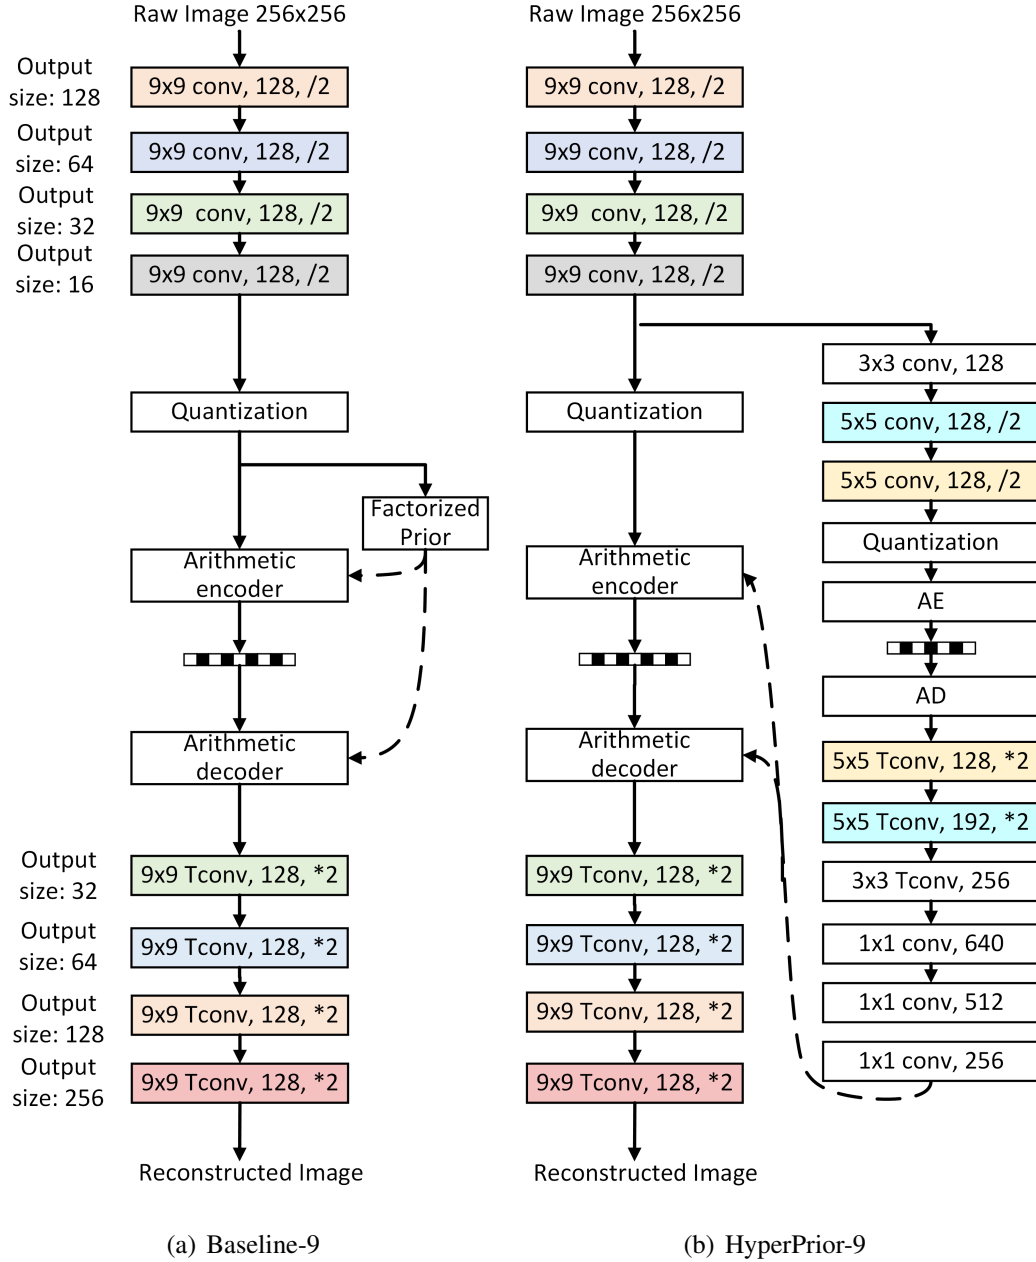 Raw Image 256x256
Output
size: 128
9x9 conv, 128, /2
Output
size: 64
9x9 conv, 128, /2
Output
size: 32
9x9 conv, 128, /2
Output
size: 16
9x9 conv, 128, /2
Quantization
Factorized
Prior
Arithmetic
encoder
Arithmetic
decoder
Output
size: 32
9x9 Tconv, 128, *2
Output
size: 64
9x9 Tconv, 128, *2
Output
size: 128
9x9 Tconv, 128, *2
Output
size: 256
9x9 Tconv, 128, *2
Reconstructed Image
(a) Baseline-9
Raw Image 256x256
9x9 conv, 128, /2
9x9 conv, 128, /2
9x9 conv, 128, /2
9x9 conv, 128, /2
Quantization
Arithmetic
encoder
Arithmetic
decoder
9x9 Tconv, 128, *2
9x9 Tconv, 128, *2
9x9 Tconv, 128, *2
9x9 Tconv, 128, *2
Reconstructed Image
3x3 conv, 128
5x5 conv, 128, /2
5x5 conv, 128, /2
Quantization
AE
AD
5x5 Tconv, 128, *2
5x5 Tconv, 192, *2
3x3 Tconv, 256
1x1 conv, 640
1x1 conv, 512
1x1 conv, 256
(b) HyperPrior-9